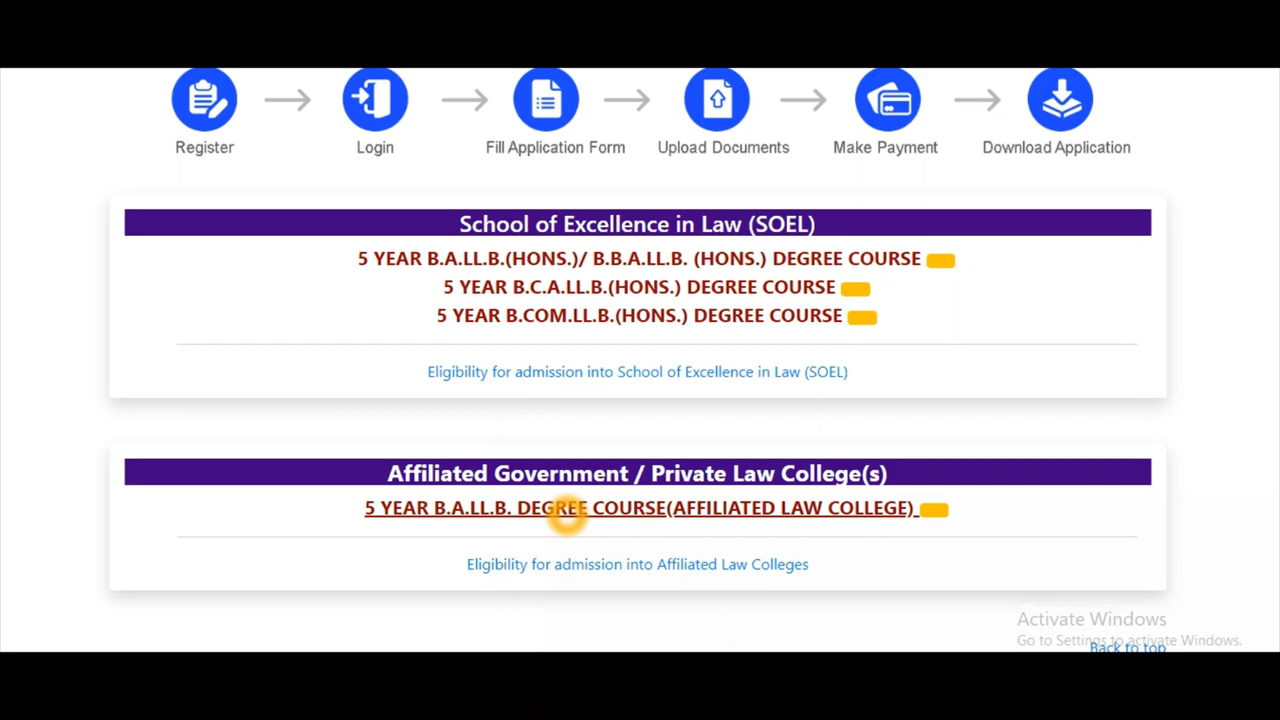 Register Login Fill Application Form Upload Documents Make Payment Download Application
School of Excellence in Law (SOEL)
5 YEAR B.A.LL.B.(HONS.)/ B.B.A.LL.B. (HONS.) DEGREE COURSE
5 YEAR B.C.A.LL.B.(HONS.) DEGREE COURSE
5 YEAR B.COM.LL.B.(HONS.) DEGREE COURSE
Eligibility for admission into School of Excellence in Law (SOEL)
Affiliated Government / Private Law College(s)
5 YEAR B.A.LL.B. DEGREE COURSE(AFFILIATED LAW COLLEGE)
Eligibility for admission into Affiliated Law Colleges
Activate Windows
Go to Settings to activate Windows.
Back to top